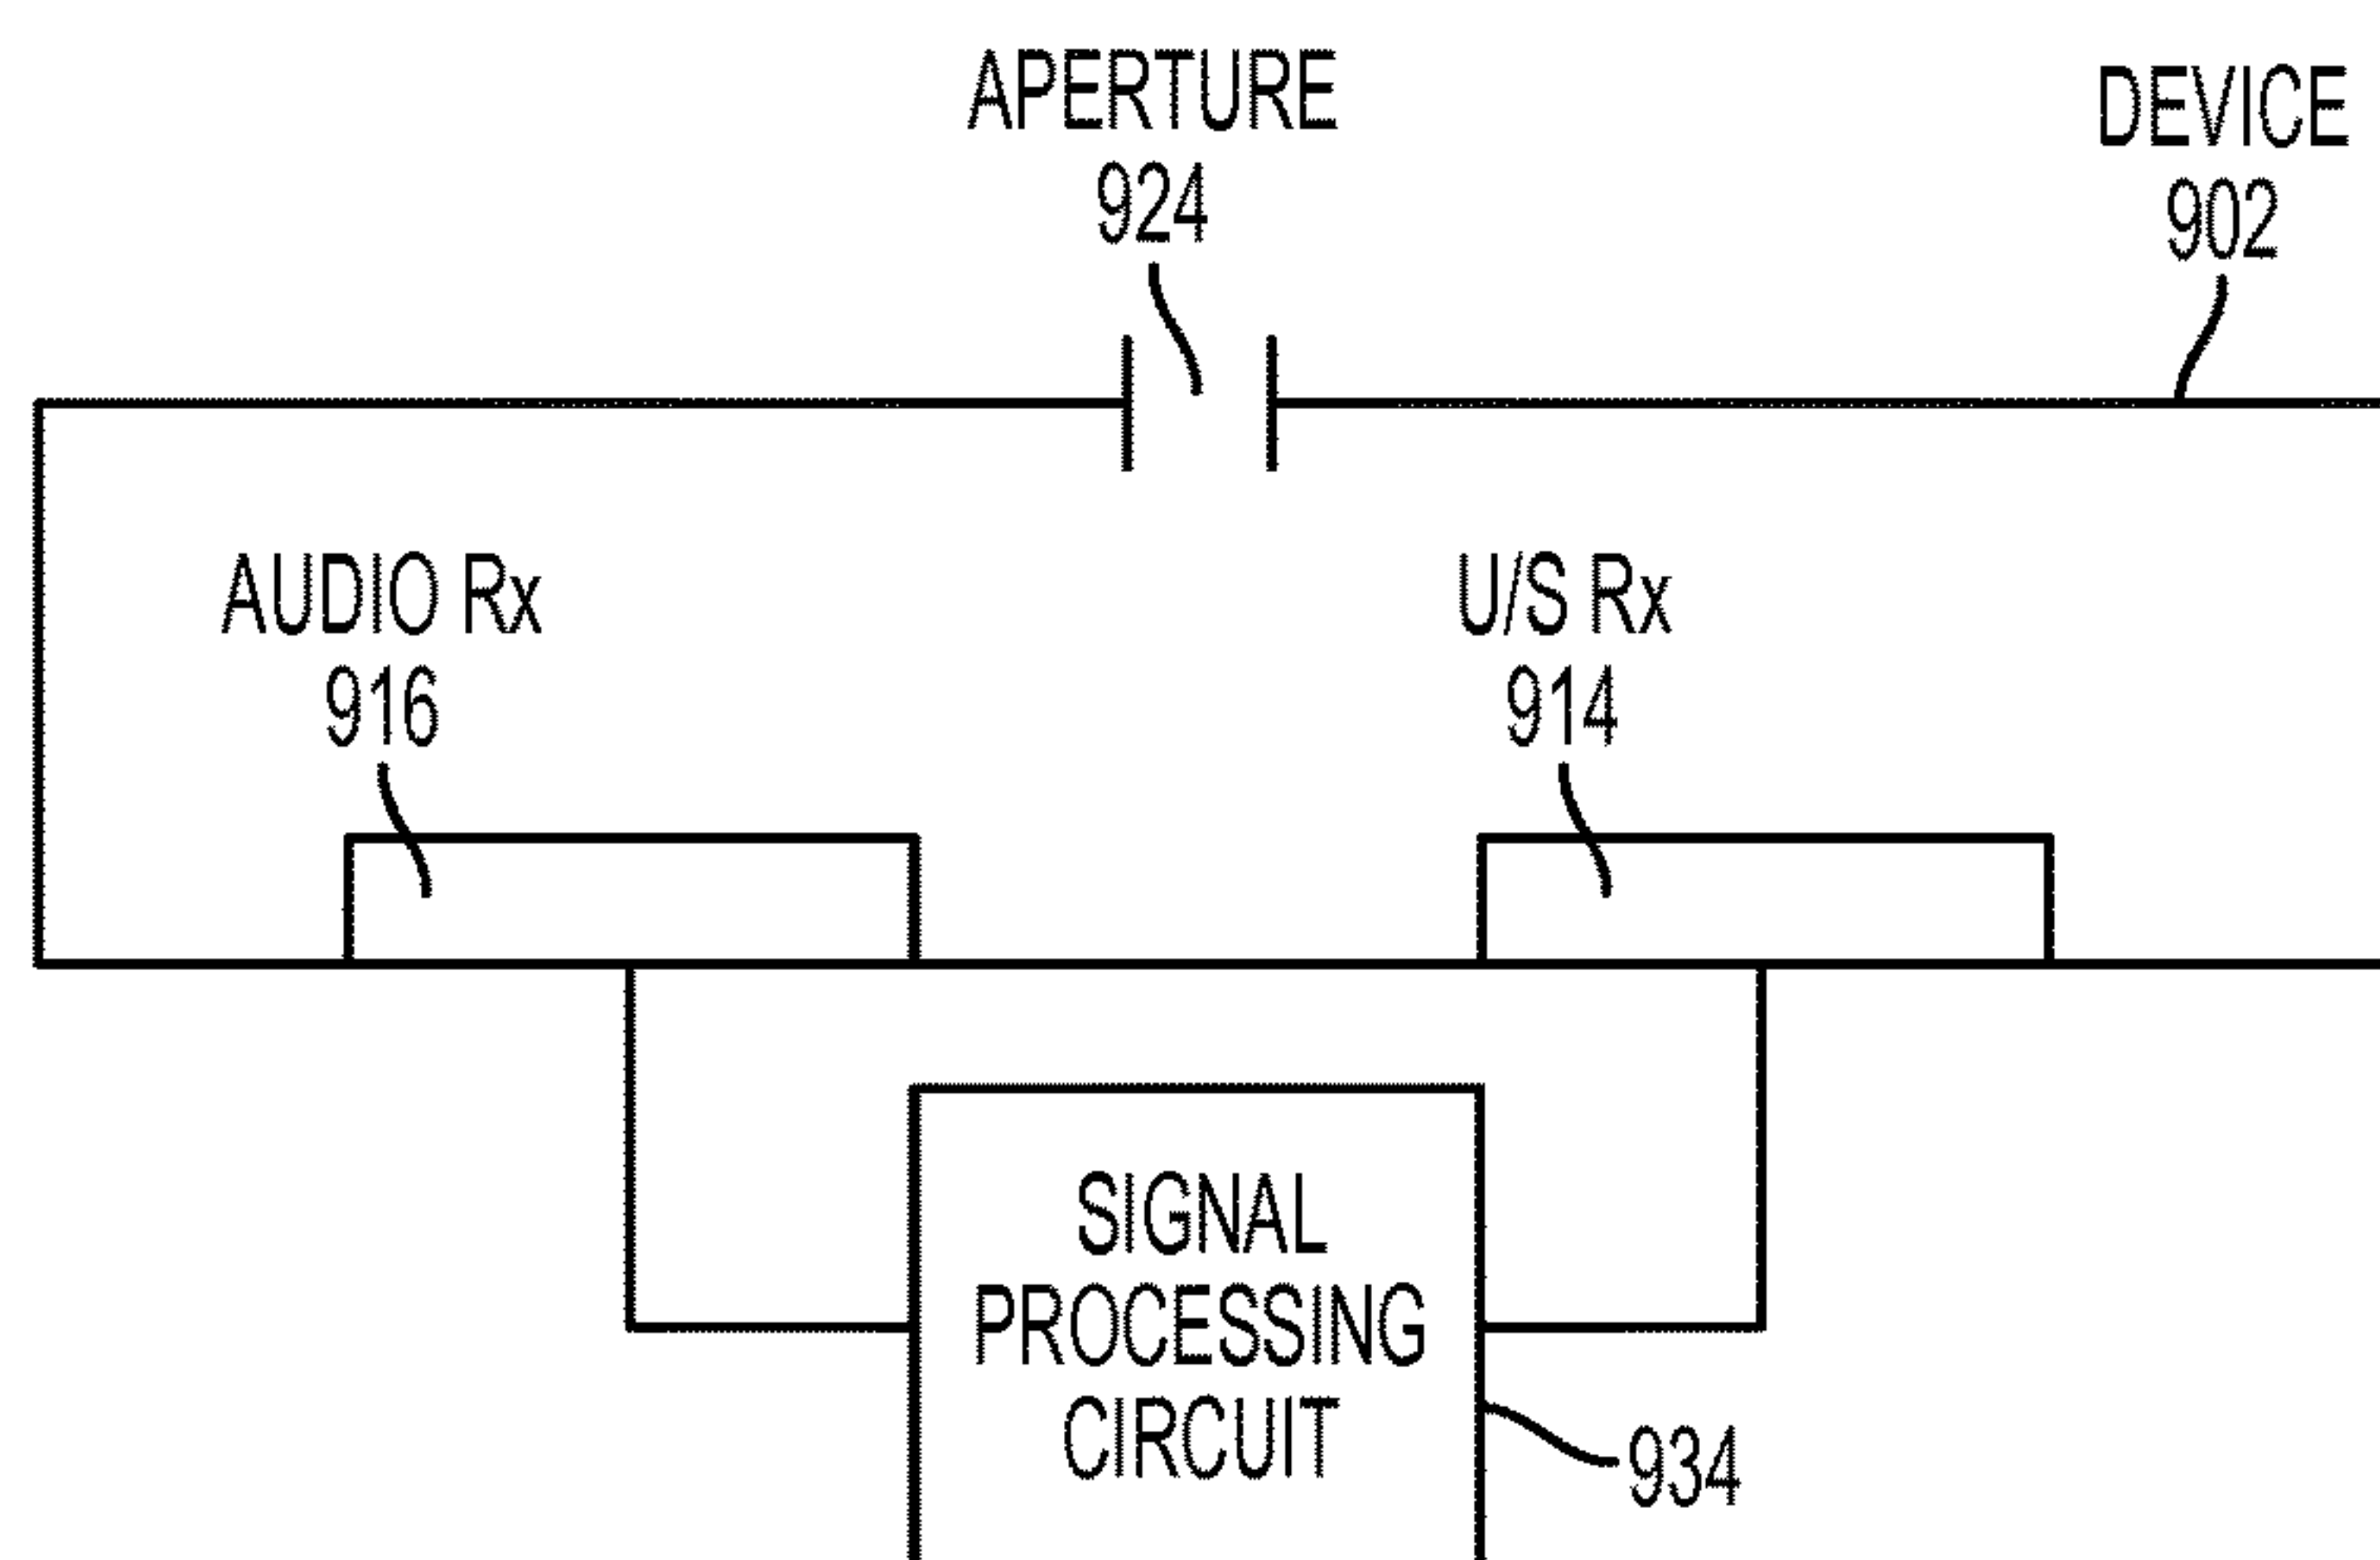 APERTURE
924
DEVICE
902
AUDIO Rx
916
U/S Rx
914
SIGNAL
PROCESSING
CIRCUIT
934